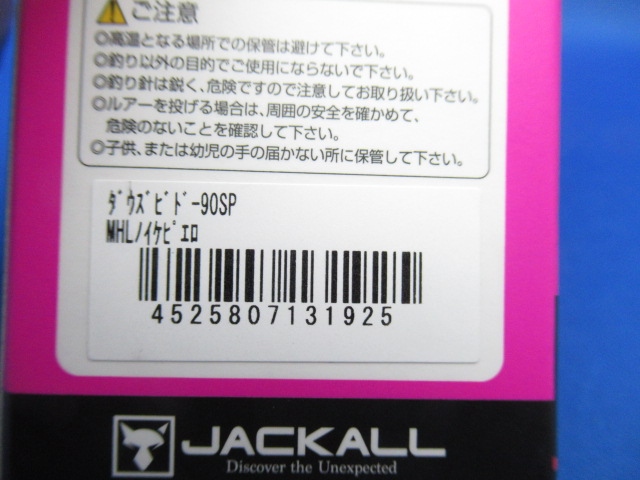 ご注意
◎高温となる場所での保管は避けて下さい。
◎釣り以外の目的でご使用にならないで下さい。
◎釣り針は鋭く、危険ですので注意してお取り扱い下さい。
◎ルアーを投げる場合は、周囲の安全を確かめて、
危険のないことを確認して下さい。
◎子供、または幼児の手の届かない所に保管して下さい。
ﾀﾞｳｽﾞﾋﾞﾄﾞ-90SP
MHLﾉｲｹﾋﾟｴﾛ
4525807131925
JACKALL
Discover the Unexpected